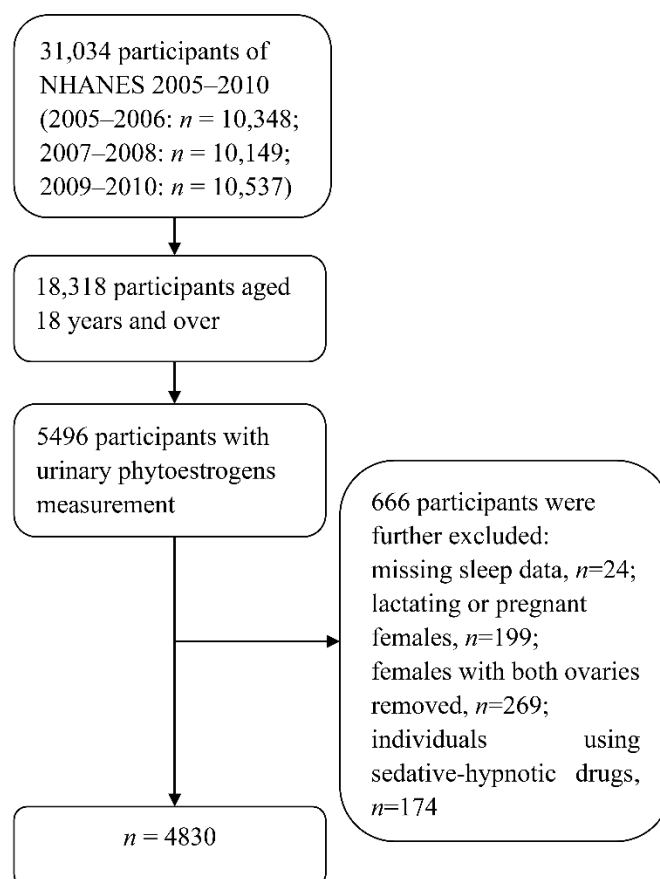 31,034 participants of
NHANES 2005–2010
(2005–2006: n = 10,348;
2007–2008: n = 10,149;
2009–2010: n = 10,537)
18,318 participants aged
18 years and over
5496 participants with
urinary phytoestrogens
measurement
666 participants were
further excluded:
missing sleep data, n=24;
lactating or pregnant
females, n=199;
females with both ovaries
removed, n=269;
individuals using
sedative-hypnotic drugs,
n=174
n = 4830